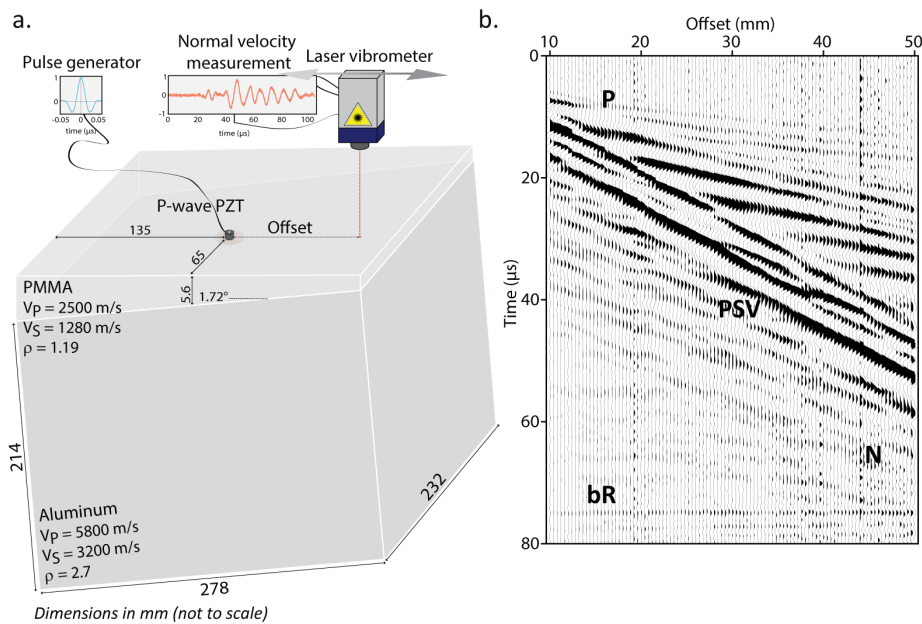 a.
Pulse generator
1
0
-0.05
0
0.05
time (µs)
Normal velocity
measurement
1
0
-1
0
20
40
60
80
100
time (µs)
Laser vibrometer
P-wave PZT
Offset
135
65
5.6
1.72°
PMMA
VP = 2500 m/s
VS = 1280 m/s
ρ = 1.19
214
232
278
Aluminum
VP = 5800 m/s
VS = 3200 m/s
ρ = 2.7
Dimensions in mm (not to scale)
b.
Offset (mm)
10
20
30
40
50
Time (µs)
0
20
40
60
80
P
PSV
N
bR